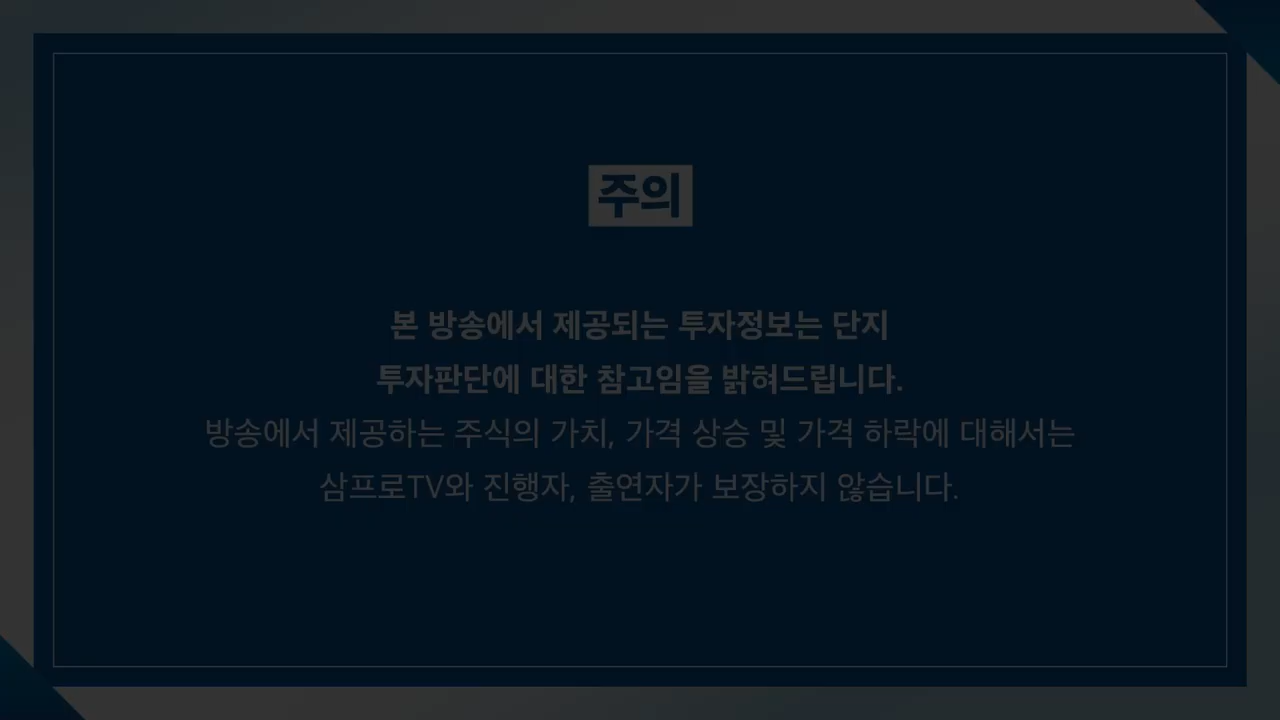 주의
본 방송에서 제공되는 투자정보는 단지
투자판단에 대한 참고임을 밝혀드립니다.
방송에서 제공하는 주식의 가치, 가격 상승 및 가격 하락에 대해서는
삼프로TV와 진행자, 출연자가 보장하지 않습니다.